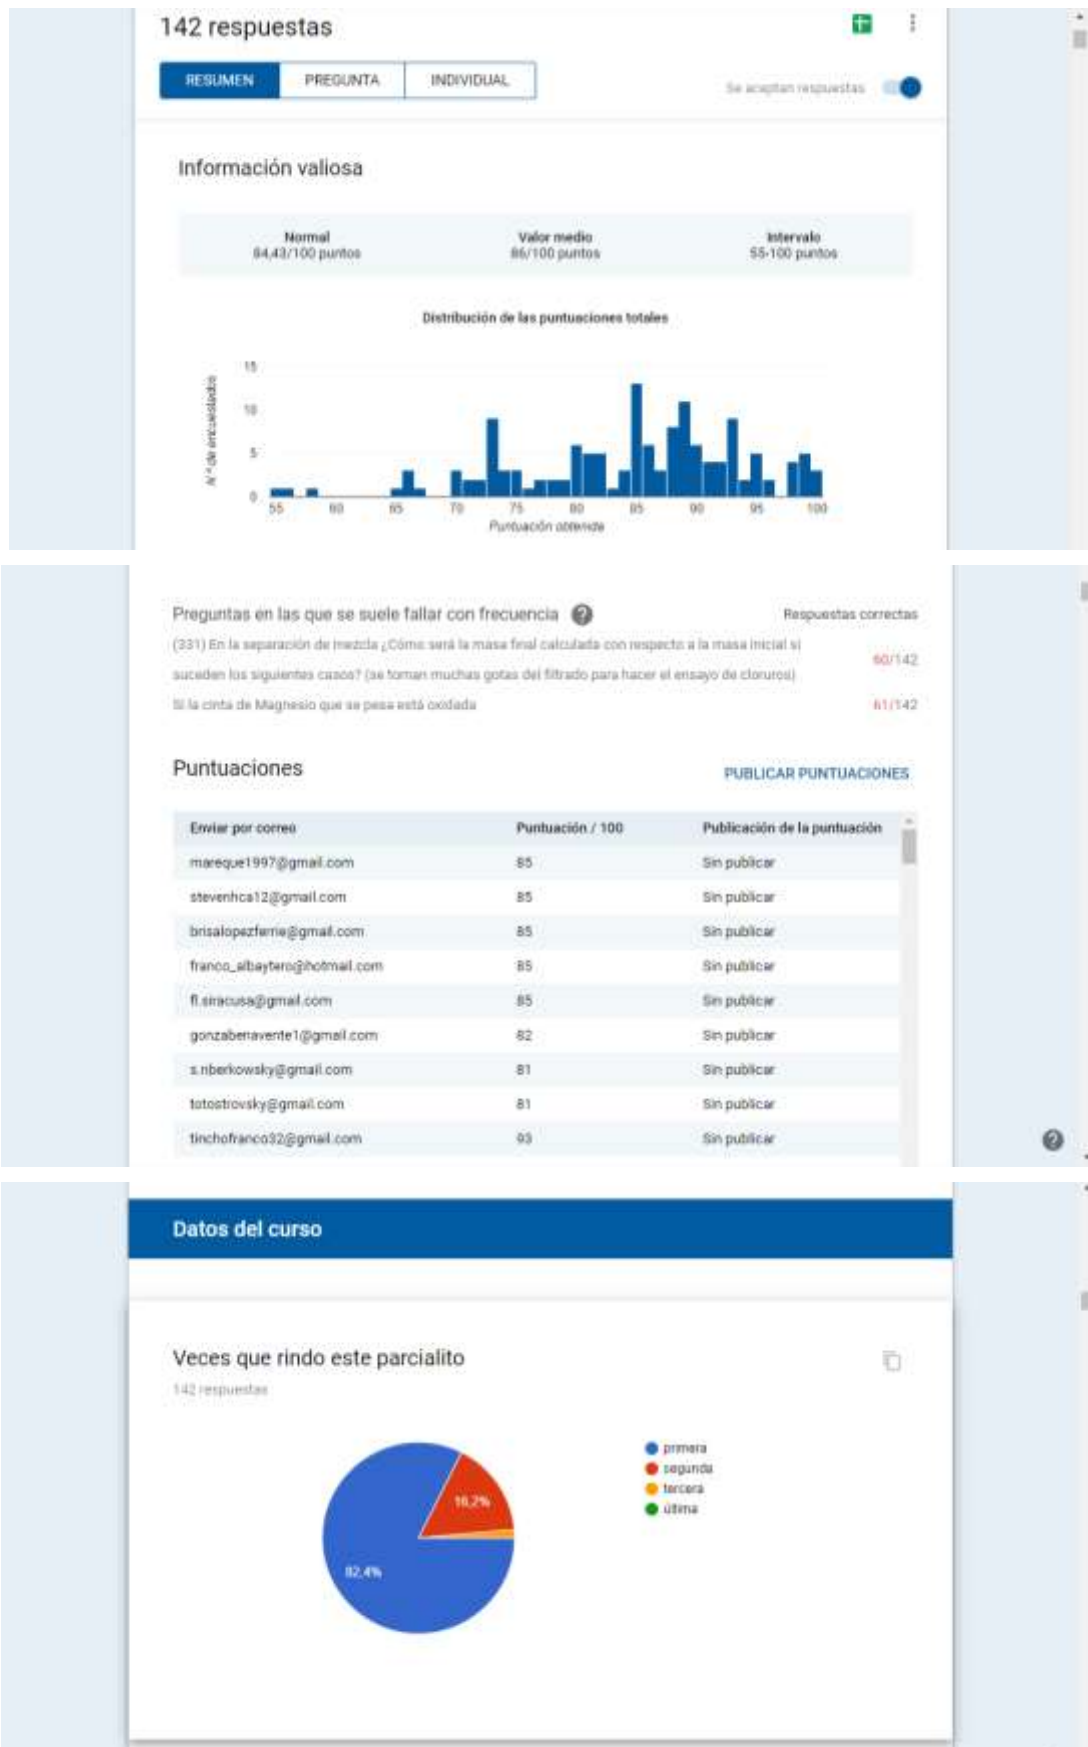 142 respuestas
RESUMEN PREGUNTA INDIVIDUAL
Se aceptan respuestas
Información valiosa
Normal Valor medio Intervalo
84,43/100 puntos 86/100 puntos 55-100 puntos
Distribución de las puntuaciones totales
N.º de encuestados
15
10
5
0
55 60 65 70 75 80 85 90 95 100
Puntuación obtenida
Preguntas en las que se suele fallar con frecuencia ? Respuestas correctas
(331) En la separación de mezcla ¿Cómo será la masa final calculada con respecto a la masa inicial si
60/142
suceden los siguientes casos? (se toman muchas gotas del filtrado para hacer el ensayo de cloruros)
Si la cinta de Magnesio que se pesa está oxidada 61/142
Puntuaciones PUBLICAR PUNTUACIONES
Enviar por correo Puntuación / 100 Publicación de la puntuación
mareque1997@gmail.com 85 Sin publicar
stevenhca12@gmail.com 85 Sin publicar
brisalopezferrie@gmail.com 85 Sin publicar
franco_albaytero@hotmail.com 85 Sin publicar
fl.siracusa@gmail.com 85 Sin publicar
gonzabenavente1@gmail.com 82 Sin publicar
s.nberkowsky@gmail.com 81 Sin publicar
totostrovsky@gmail.com 81 Sin publicar
tinchofranco32@gmail.com 93 Sin publicar
?
Datos del curso
Veces que rindo este parcialito
142 respuestas
primera
segunda
tercera
última
16,2%
82,4%